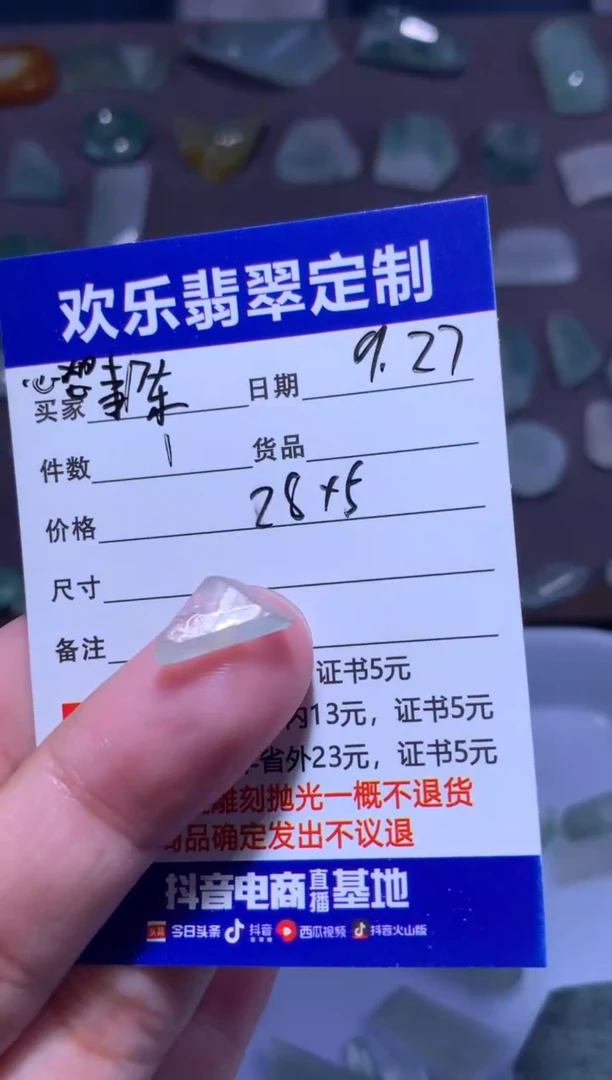 欢乐翡翠定制
买家 日期 9.27
件数 1 货品
价格 28+5
尺寸
备注
证书5元
内13元，证书5元
省外23元，证书5元
雕刻抛光一概不退货
品确定发出不议退
抖音电商直播基地
头条 今日头条 抖音 西瓜视频 抖音火山版